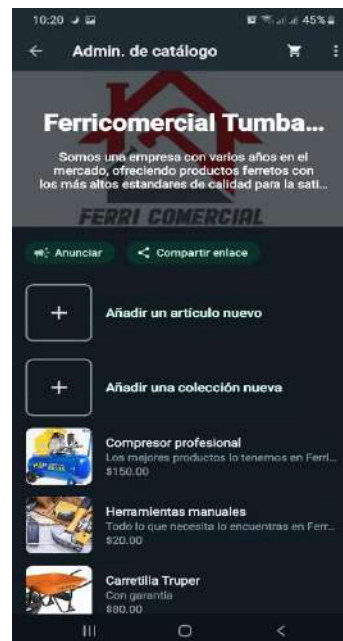 10:20
45%
Admin. de catálogo
Ferricomercial Tumba...
Somos una empresa con varios años en el
mercado, ofreciendo productos ferretos con
los más altos estandares de calidad para la sati...
FERRI COMERCIAL
Anunciar
Compartir enlace
Añadir un artículo nuevo
Añadir una colección nueva
Compresor profesional
Los mejores productos lo tenemos en Ferri...
$150.00
Herramientas manuales
Todo lo que necesita lo encuentras en Ferr...
$20.00
Carretilla Truper
Con garantía
$80.00